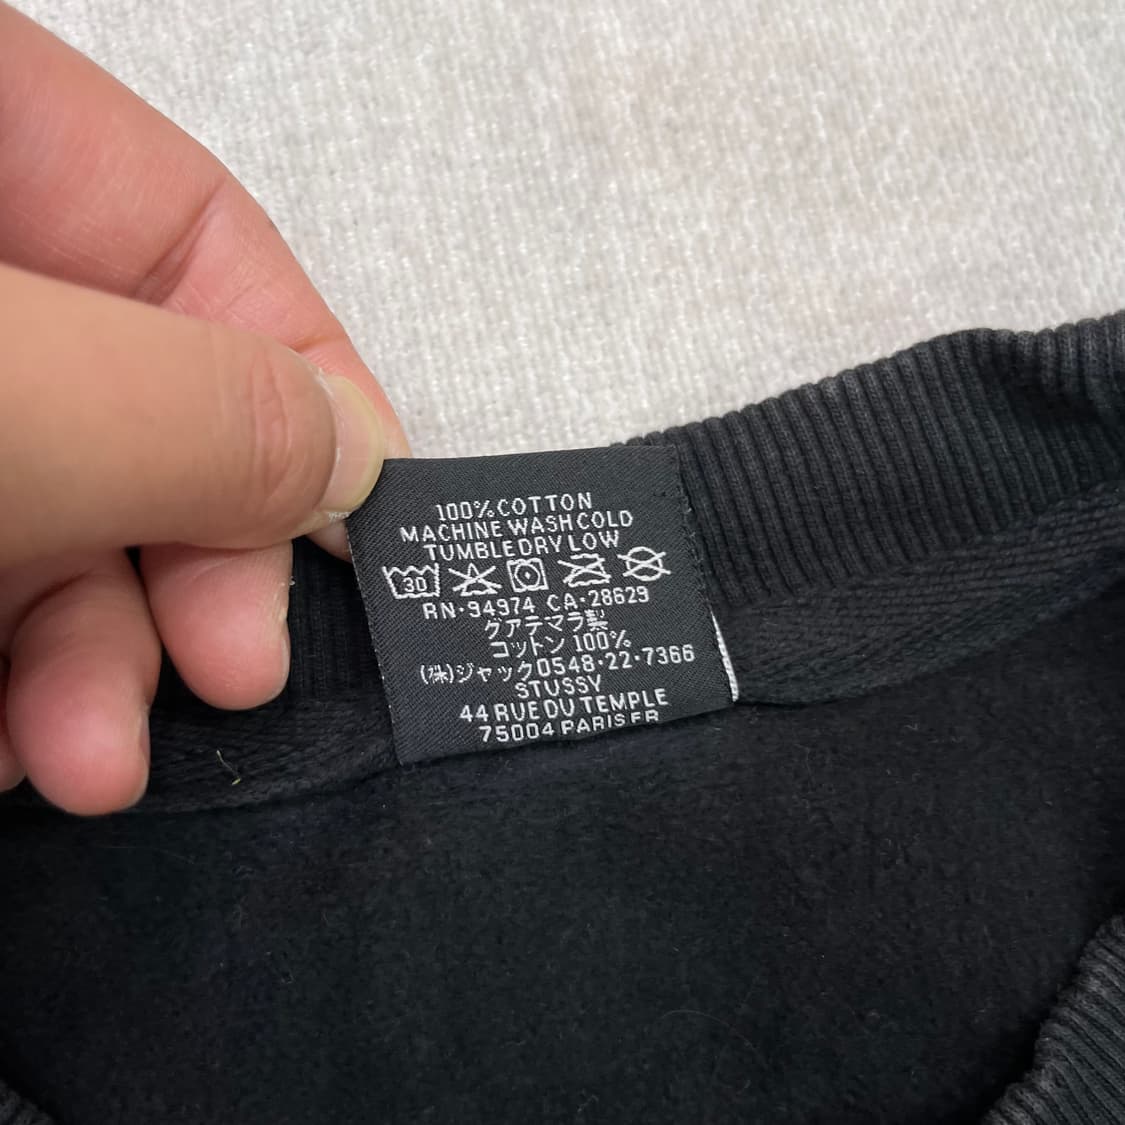 100% COTTON
MACHINE WASH COLD
TUMBLE DRY LOW
30
RN·94974 CA·28629
グアテマラ製
コットン 100%
(株)ジャック0548·22·7366
STUSSY
44 RUE DU TEMPLE
75004 PARIS FR